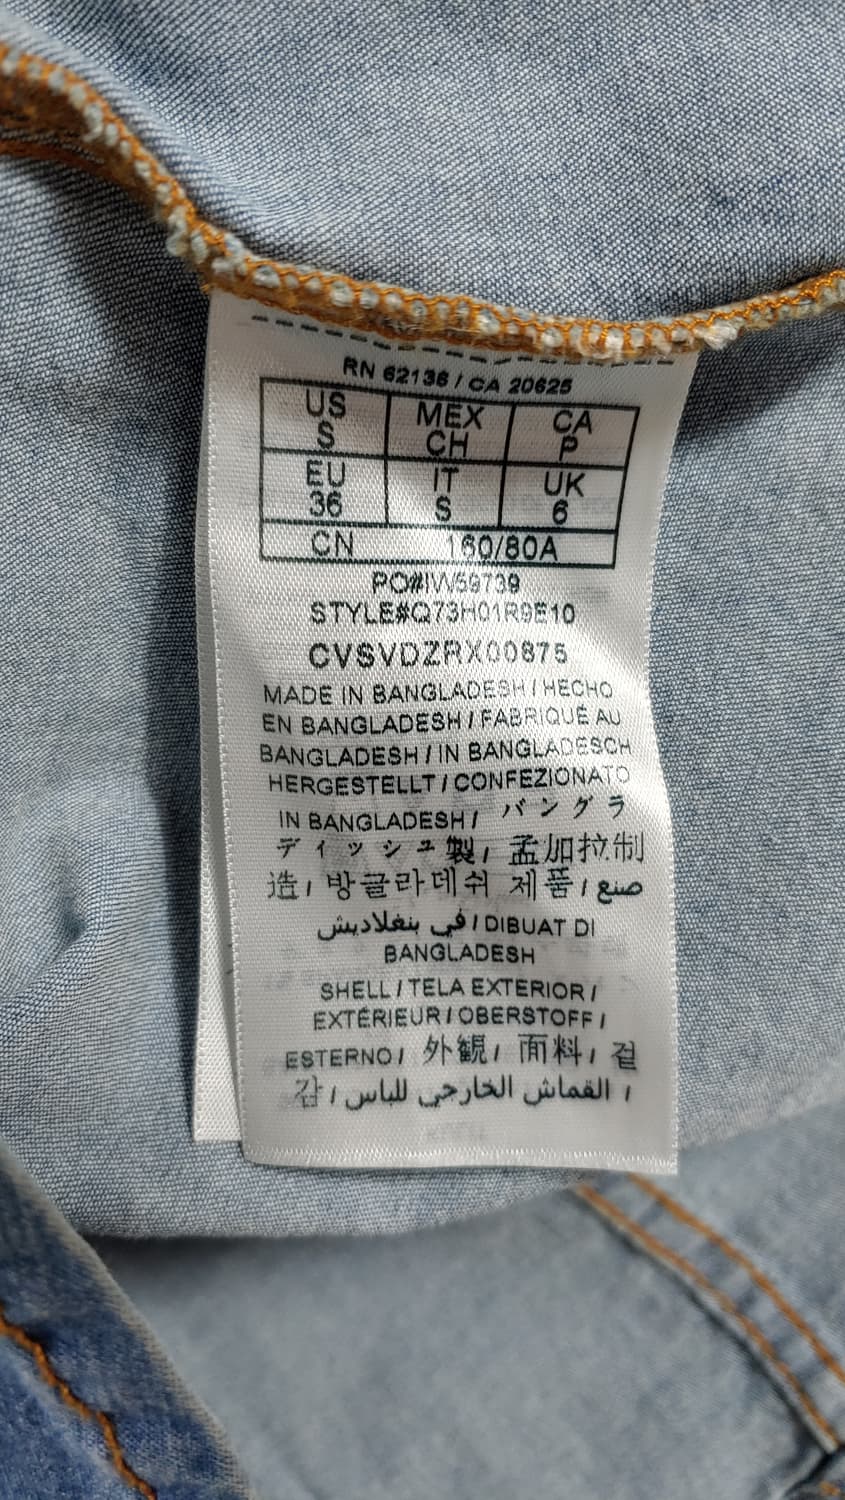 RN 62136 / CA 20625
US MEX CA
S CH P
EU IT UK
36 S 6
CN 160/80A
PO#IW59739
STYLE#Q73H01R9E10
CVSVDZRX00875
MADE IN BANGLADESH / HECHO
EN BANGLADESH / FABRIQUÉ AU
BANGLADESH / IN BANGLADESCH
HERGESTELLT / CONFEZIONATO
IN BANGLADESH / バングラ
ディッシュ製 / 孟加拉制
造 / 방글라데쉬 제품 / صنع
في بنغلاديش / DIBUAT DI
BANGLADESH
SHELL / TELA EXTERIOR /
EXTÉRIEUR / OBERSTOFF /
ESTERNO / 外観 / 面料 / 겉
감 / القماش الخارجي للباس /